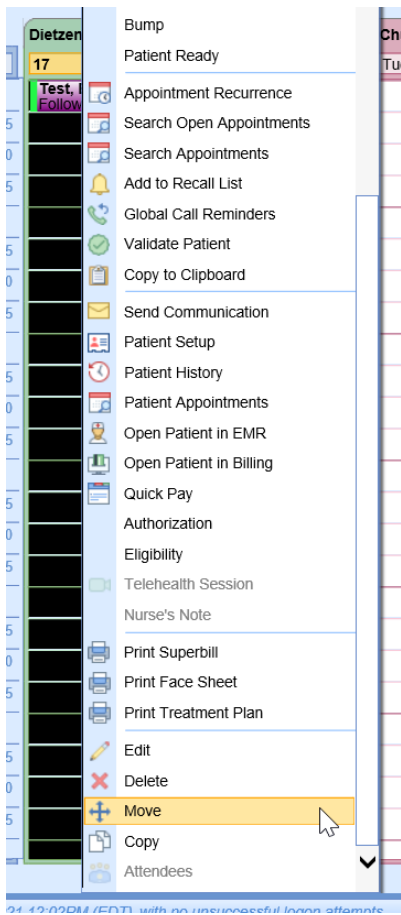 Bump
Dietzen
Ch
Patient Ready
17
Tu
Test,
Follow
Appointment Recurrence
Search Open Appointments
Search Appointments
Add to Recall List
Global Call Reminders
Validate Patient
Copy to Clipboard
Send Communication
Patient Setup
Patient History
Patient Appointments
Open Patient in EMR
Open Patient in Billing
Quick Pay
Authorization
Eligibility
Telehealth Session
Nurse's Note
Print Superbill
Print Face Sheet
Print Treatment Plan
Edit
Delete
Move
Copy
Attendees
21 12:02PM (EDT), with no unsuccessful logon attempts